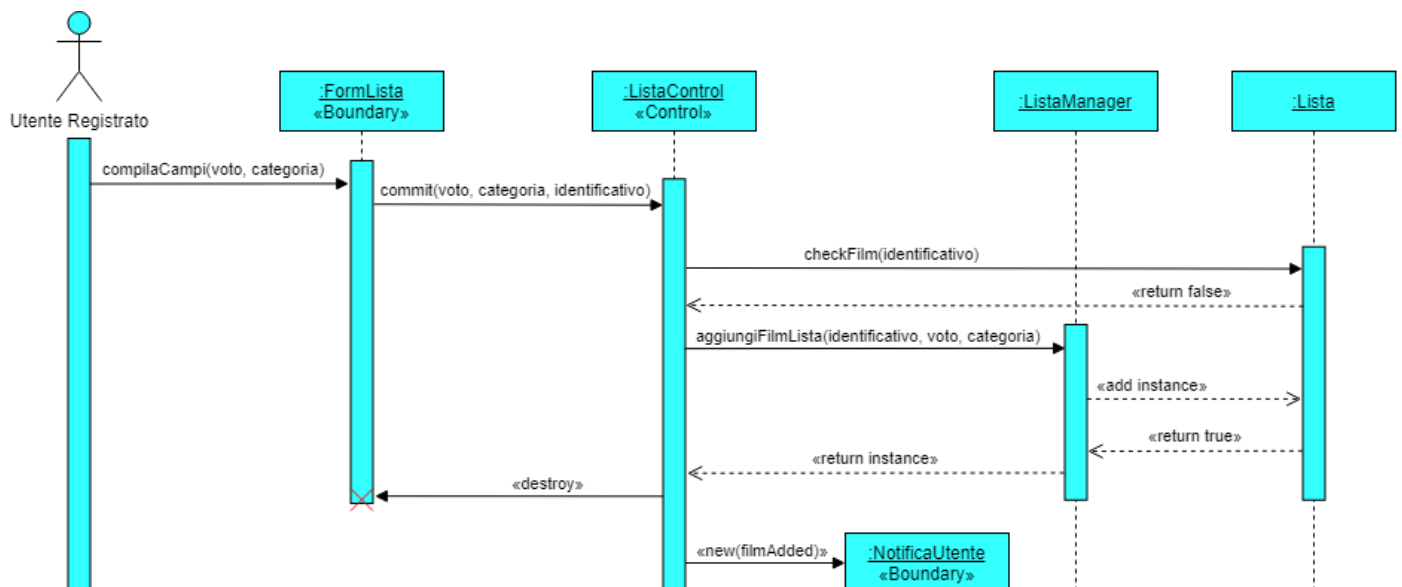 :FormLista
«Boundary»
:ListaControl
«Control»
:ListaManager
:Lista
Utente Registrato
compilaCampi(voto, categoria)
commit(voto, categoria, identificativo)
checkFilm(identificativo)
«return false»
aggiungiFilmLista(identificativo, voto, categoria)
«add instance»
«return true»
«return instance»
«destroy»
«new(filmAdded)»
:NotificaUtente
«Boundary»